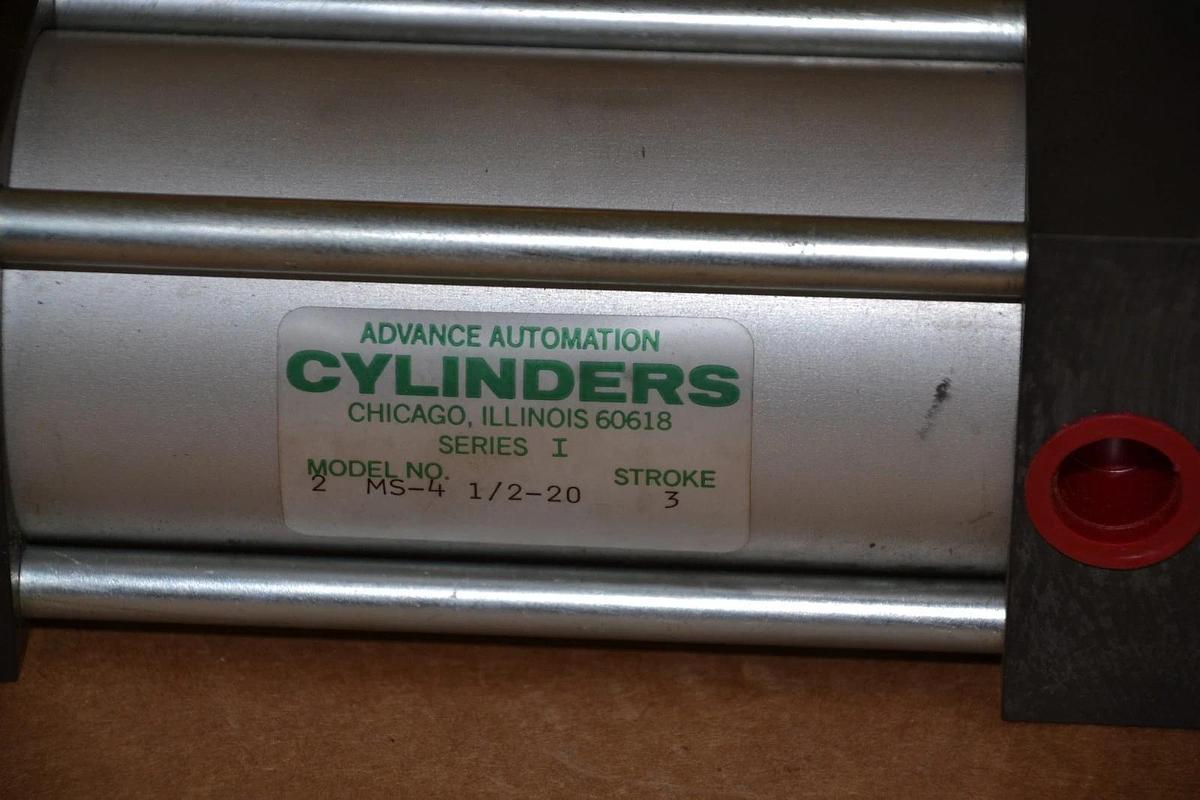 ADVANCE AUTOMATION
CYLINDERS
CHICAGO, ILLINOIS 60618
SERIES I
MODEL NO. STROKE
2 MS-4 1/2-20 3